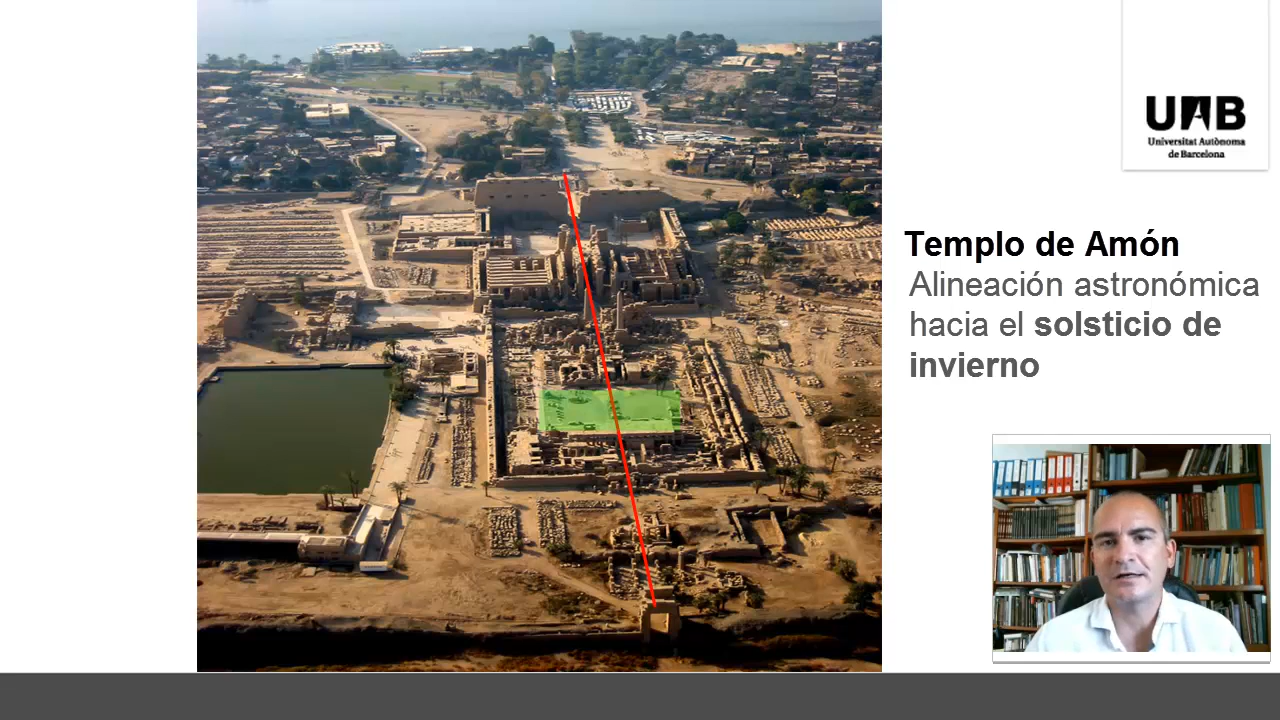 UAB
Universitat Autònoma
de Barcelona
Templo de Amón
Alineación astronómica
hacia el solsticio de
invierno